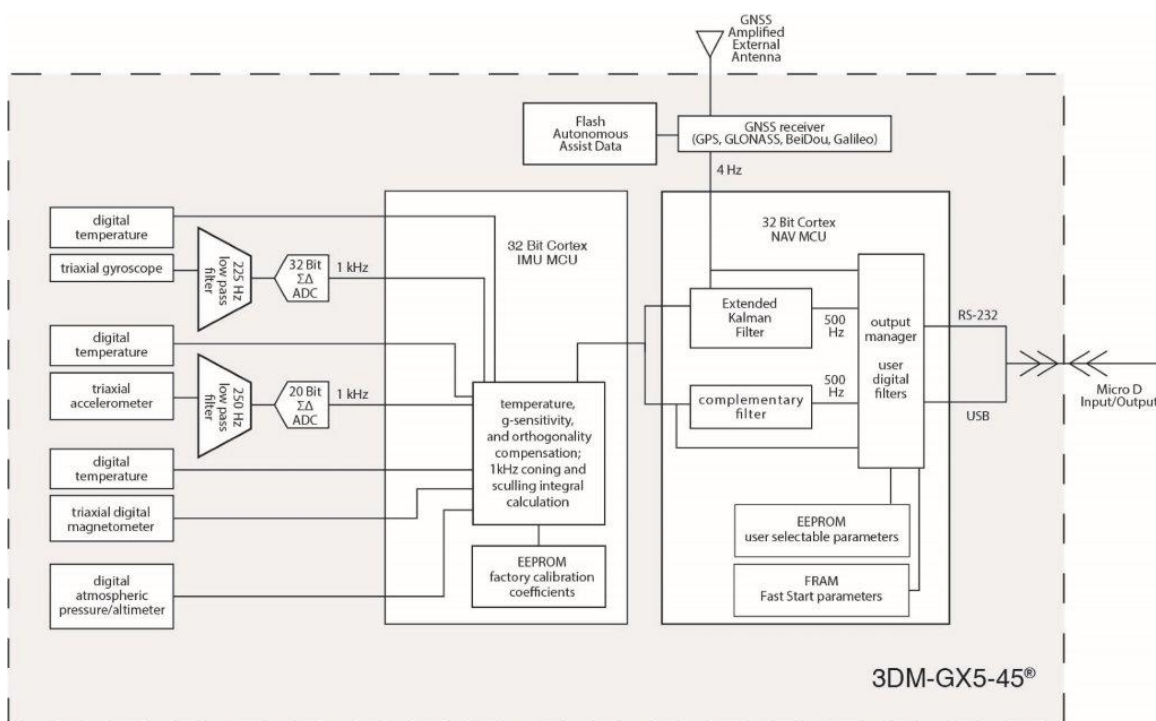 GNSS
Amplified
External
Antenna
Flash
Autonomous
Assist Data
GNSS receiver
(GPS, GLONASS, BeiDou, Galileo)
4 Hz
digital
temperature
triaxial gyroscope
225 Hz
low pass
filter
32 Bit
ΣΔ
ADC
1 kHz
32 Bit Cortex
IMU MCU
32 Bit Cortex
NAV MCU
digital
temperature
triaxial
accelerometer
250 Hz
low pass
filter
20 Bit
ΣΔ
ADC
1 kHz
digital
temperature
triaxial digital
magnetometer
digital
atmospheric
pressure/altimeter
temperature,
g-sensitivity,
and orthogonality
compensation;
1kHz coning and
sculling integral
calculation
EEPROM
factory calibration
coefficients
Extended
Kalman
Filter
500
Hz
complementary
filter
500
Hz
output
manager
user
digital
filters
RS-232
USB
Micro D
Input/Output
EEPROM
user selectable parameters
FRAM
Fast Start parameters
3DM-GX5-45®